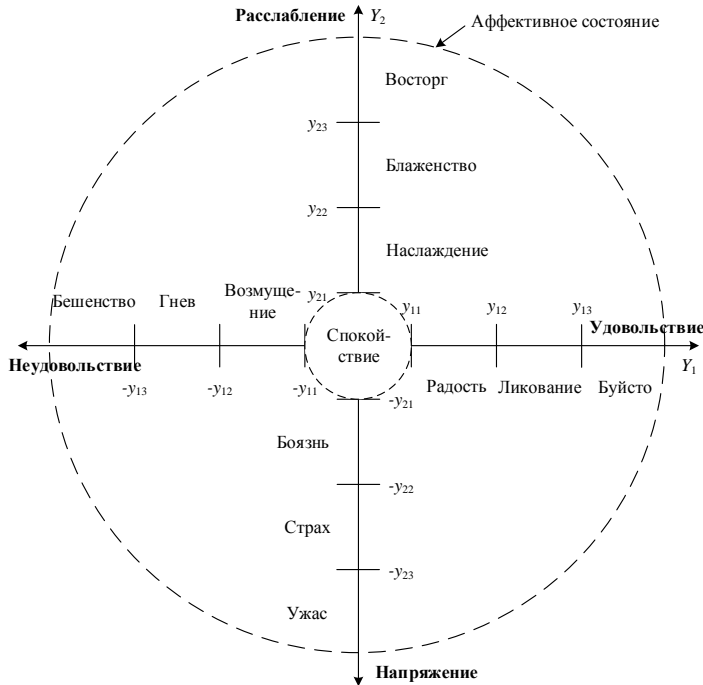 Расслабление
Y2
Аффективное состояние
Восторг
y23
Блаженство
y22
Наслаждение
y21
Бешенство
Гнев
Возмуще-
ние
y11
y12
y13
Удовольствие
Спокой-
ствие
Неудовольствие
Y1
-y13
-y12
-y11
-y21
Радость
Ликование
Буйсто
Боязнь
-y22
Страх
-y23
Ужас
Напряжение